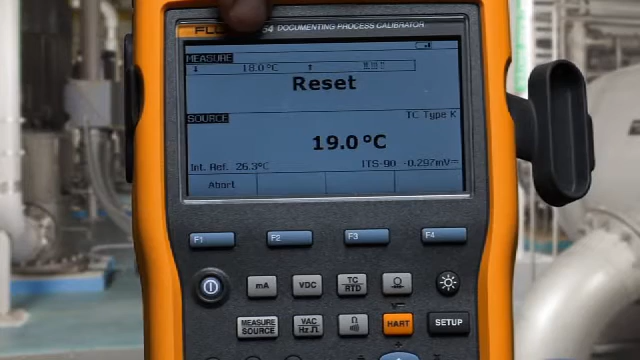 FLUKE 754 DOCUMENTING PROCESS CALIBRATOR
MEASURE
18.0°C
Reset
SOURCE
TC Type K
19.0°C
Int. Ref. 26.3°C
ITS-90 -0.297mV
Abort
F1 F2 F3 F4
mA VDC TC RTD
MEASURE SOURCE VAC Hz Ω HART SETUP